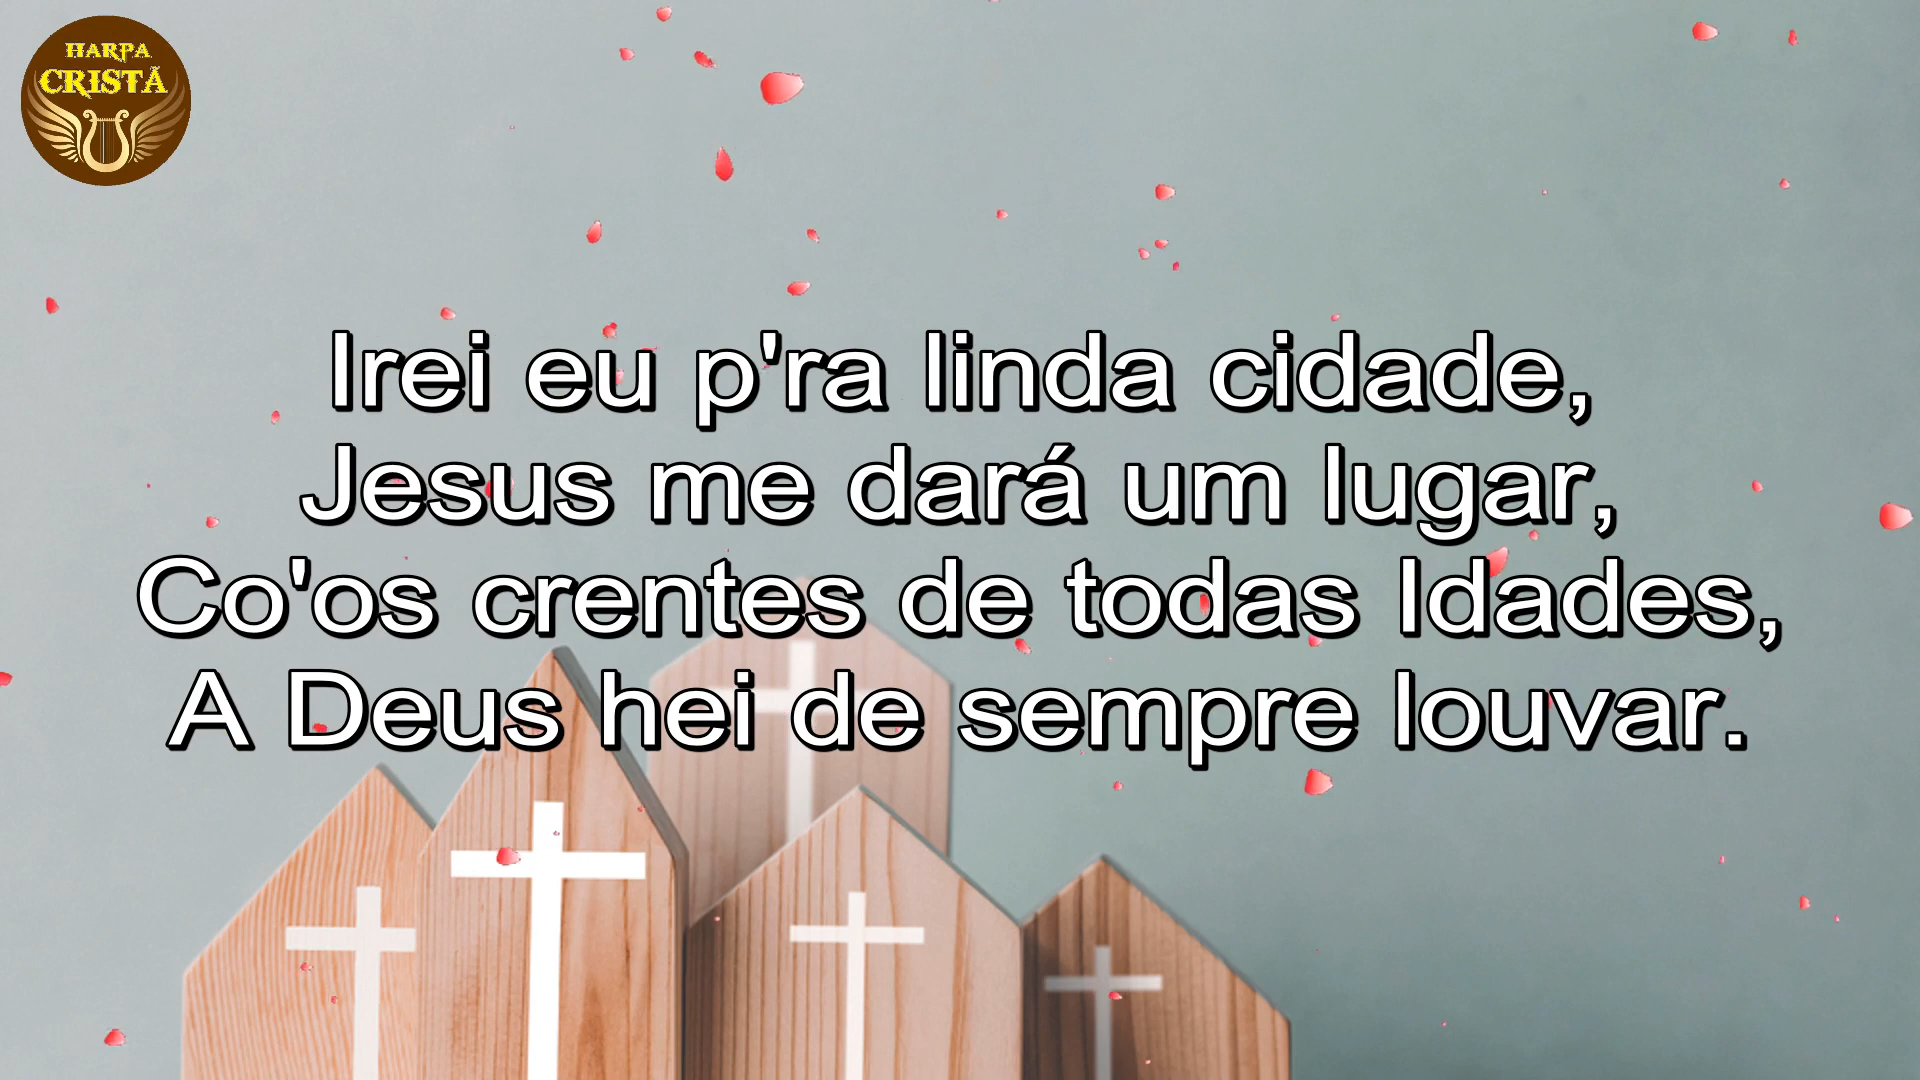 HARPA
CRISTÃ
Irei eu p'ra linda cidade,
Jesus me dará um lugar,
Co'os crentes de todas Idades,
A Deus hei de sempre louvar.